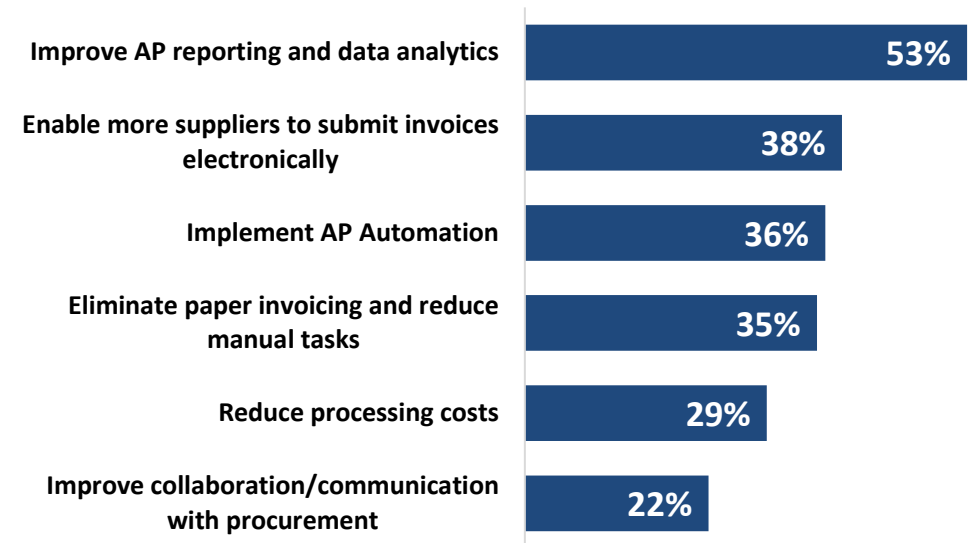 Improve AP reporting and data analytics
53%
Enable more suppliers to submit invoices
electronically
38%
Implement AP Automation
36%
Eliminate paper invoicing and reduce
manual tasks
35%
Reduce processing costs
29%
Improve collaboration/communication
with procurement
22%